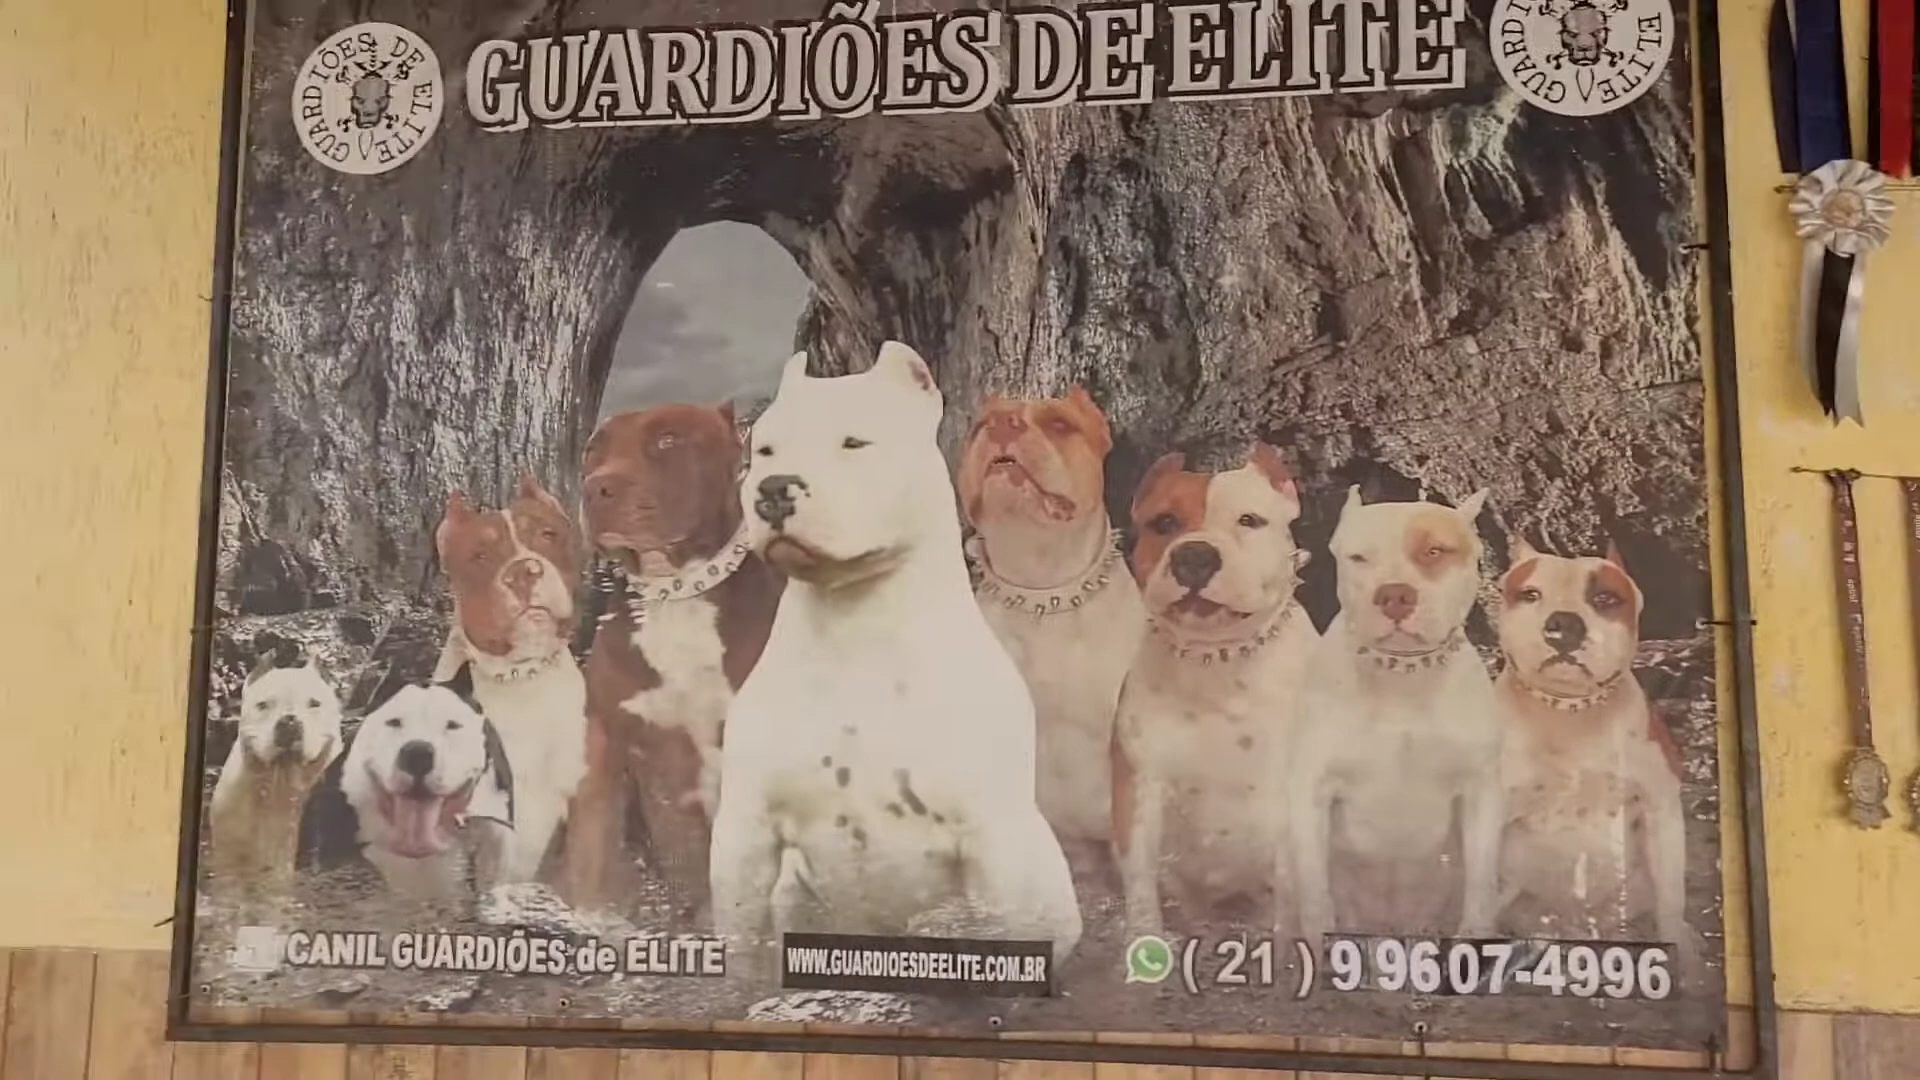 GUARDIÕES DE ELITE
GUARDIÕES DE ELITE
GUARDIÕES DE ELITE
CANIL GUARDIÕES de ELITE
WWW.GUARDIOESDEELITE.COM.BR
(21) 9 9607-4996